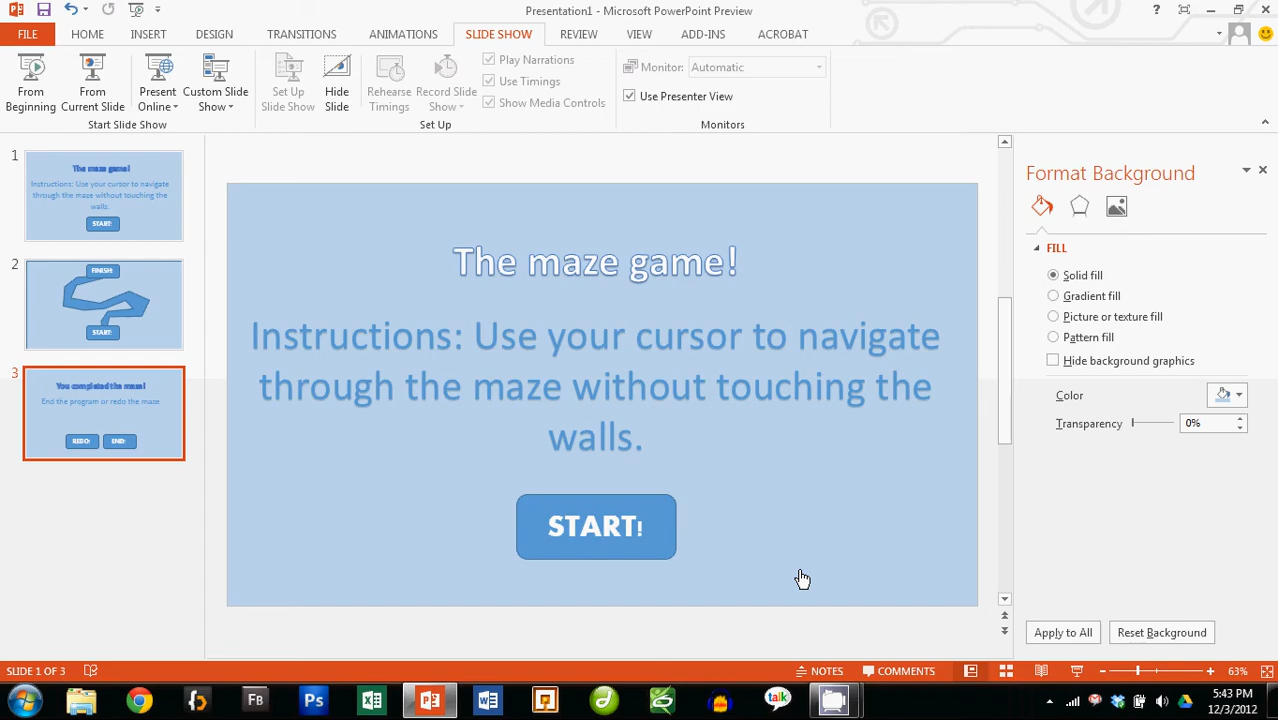 Presentation1 - Microsoft PowerPoint Preview
FILE HOME INSERT DESIGN TRANSITIONS ANIMATIONS SLIDE SHOW REVIEW VIEW ADD-INS ACROBAT
From Beginning
From Current Slide
Present Online
Custom Slide Show
Start Slide Show
Set Up Slide Show
Hide Slide
Rehearse Timings
Record Slide Show
Play Narrations
Use Timings
Show Media Controls
Set Up
Monitor: Automatic
Use Presenter View
Monitors
1
The maze game!
Instructions: Use your cursor to navigate
through the maze without touching the
walls.
START!
2
FINISH!
START!
3
You completed the maze!
End the program or redo the maze
REDO! END!
The maze game!
Instructions: Use your cursor to navigate
through the maze without touching the
walls.
START!
Format Background
FILL
Solid fill
Gradient fill
Picture or texture fill
Pattern fill
Hide background graphics
Color
Transparency 0%
Apply to All Reset Background
SLIDE 1 OF 3 NOTES COMMENTS 63%
Fb Ps talk
5:43 PM
12/3/2012